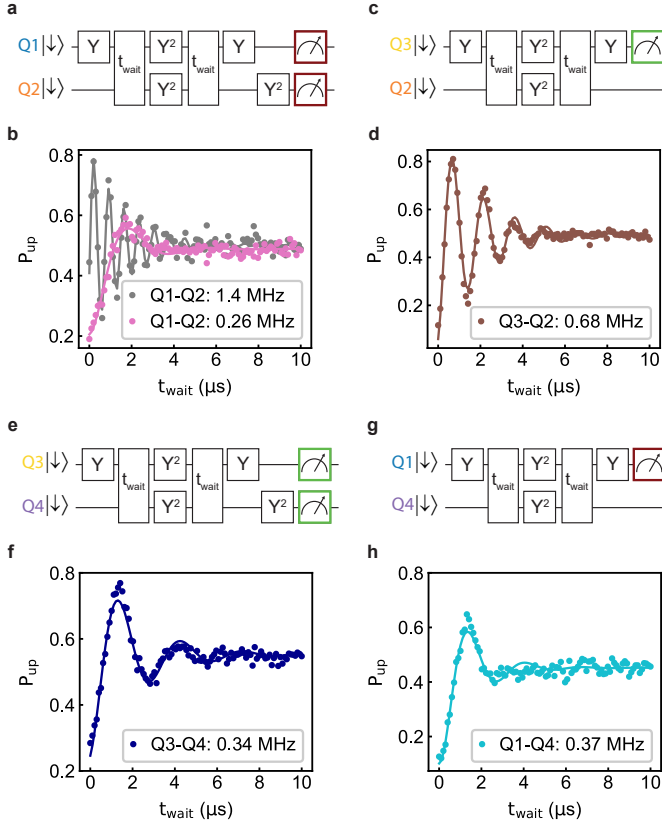 a
Q1 |↓⟩ Y t_wait Y² t_wait Y
Q2 |↓⟩ Y² Y²
b
P_up
0.8
0.6
0.4
0.2
Q1-Q2: 1.4 MHz
Q1-Q2: 0.26 MHz
0 2 4 6 8 10
t_wait (μs)
c
Q3 |↓⟩ Y t_wait Y² t_wait Y
Q2 |↓⟩ Y²
d
P_up
0.8
0.6
0.4
0.2
Q3-Q2: 0.68 MHz
0 2 4 6 8 10
t_wait (μs)
e
Q3 |↓⟩ Y t_wait Y² t_wait Y
Q4 |↓⟩ Y² Y²
f
P_up
0.8
0.6
0.4
0.2
Q3-Q4: 0.34 MHz
0 2 4 6 8 10
t_wait (μs)
g
Q1 |↓⟩ Y t_wait Y² t_wait Y
Q4 |↓⟩ Y²
h
P_up
0.8
0.6
0.4
0.2
Q1-Q4: 0.37 MHz
0 2 4 6 8 10
t_wait (μs)